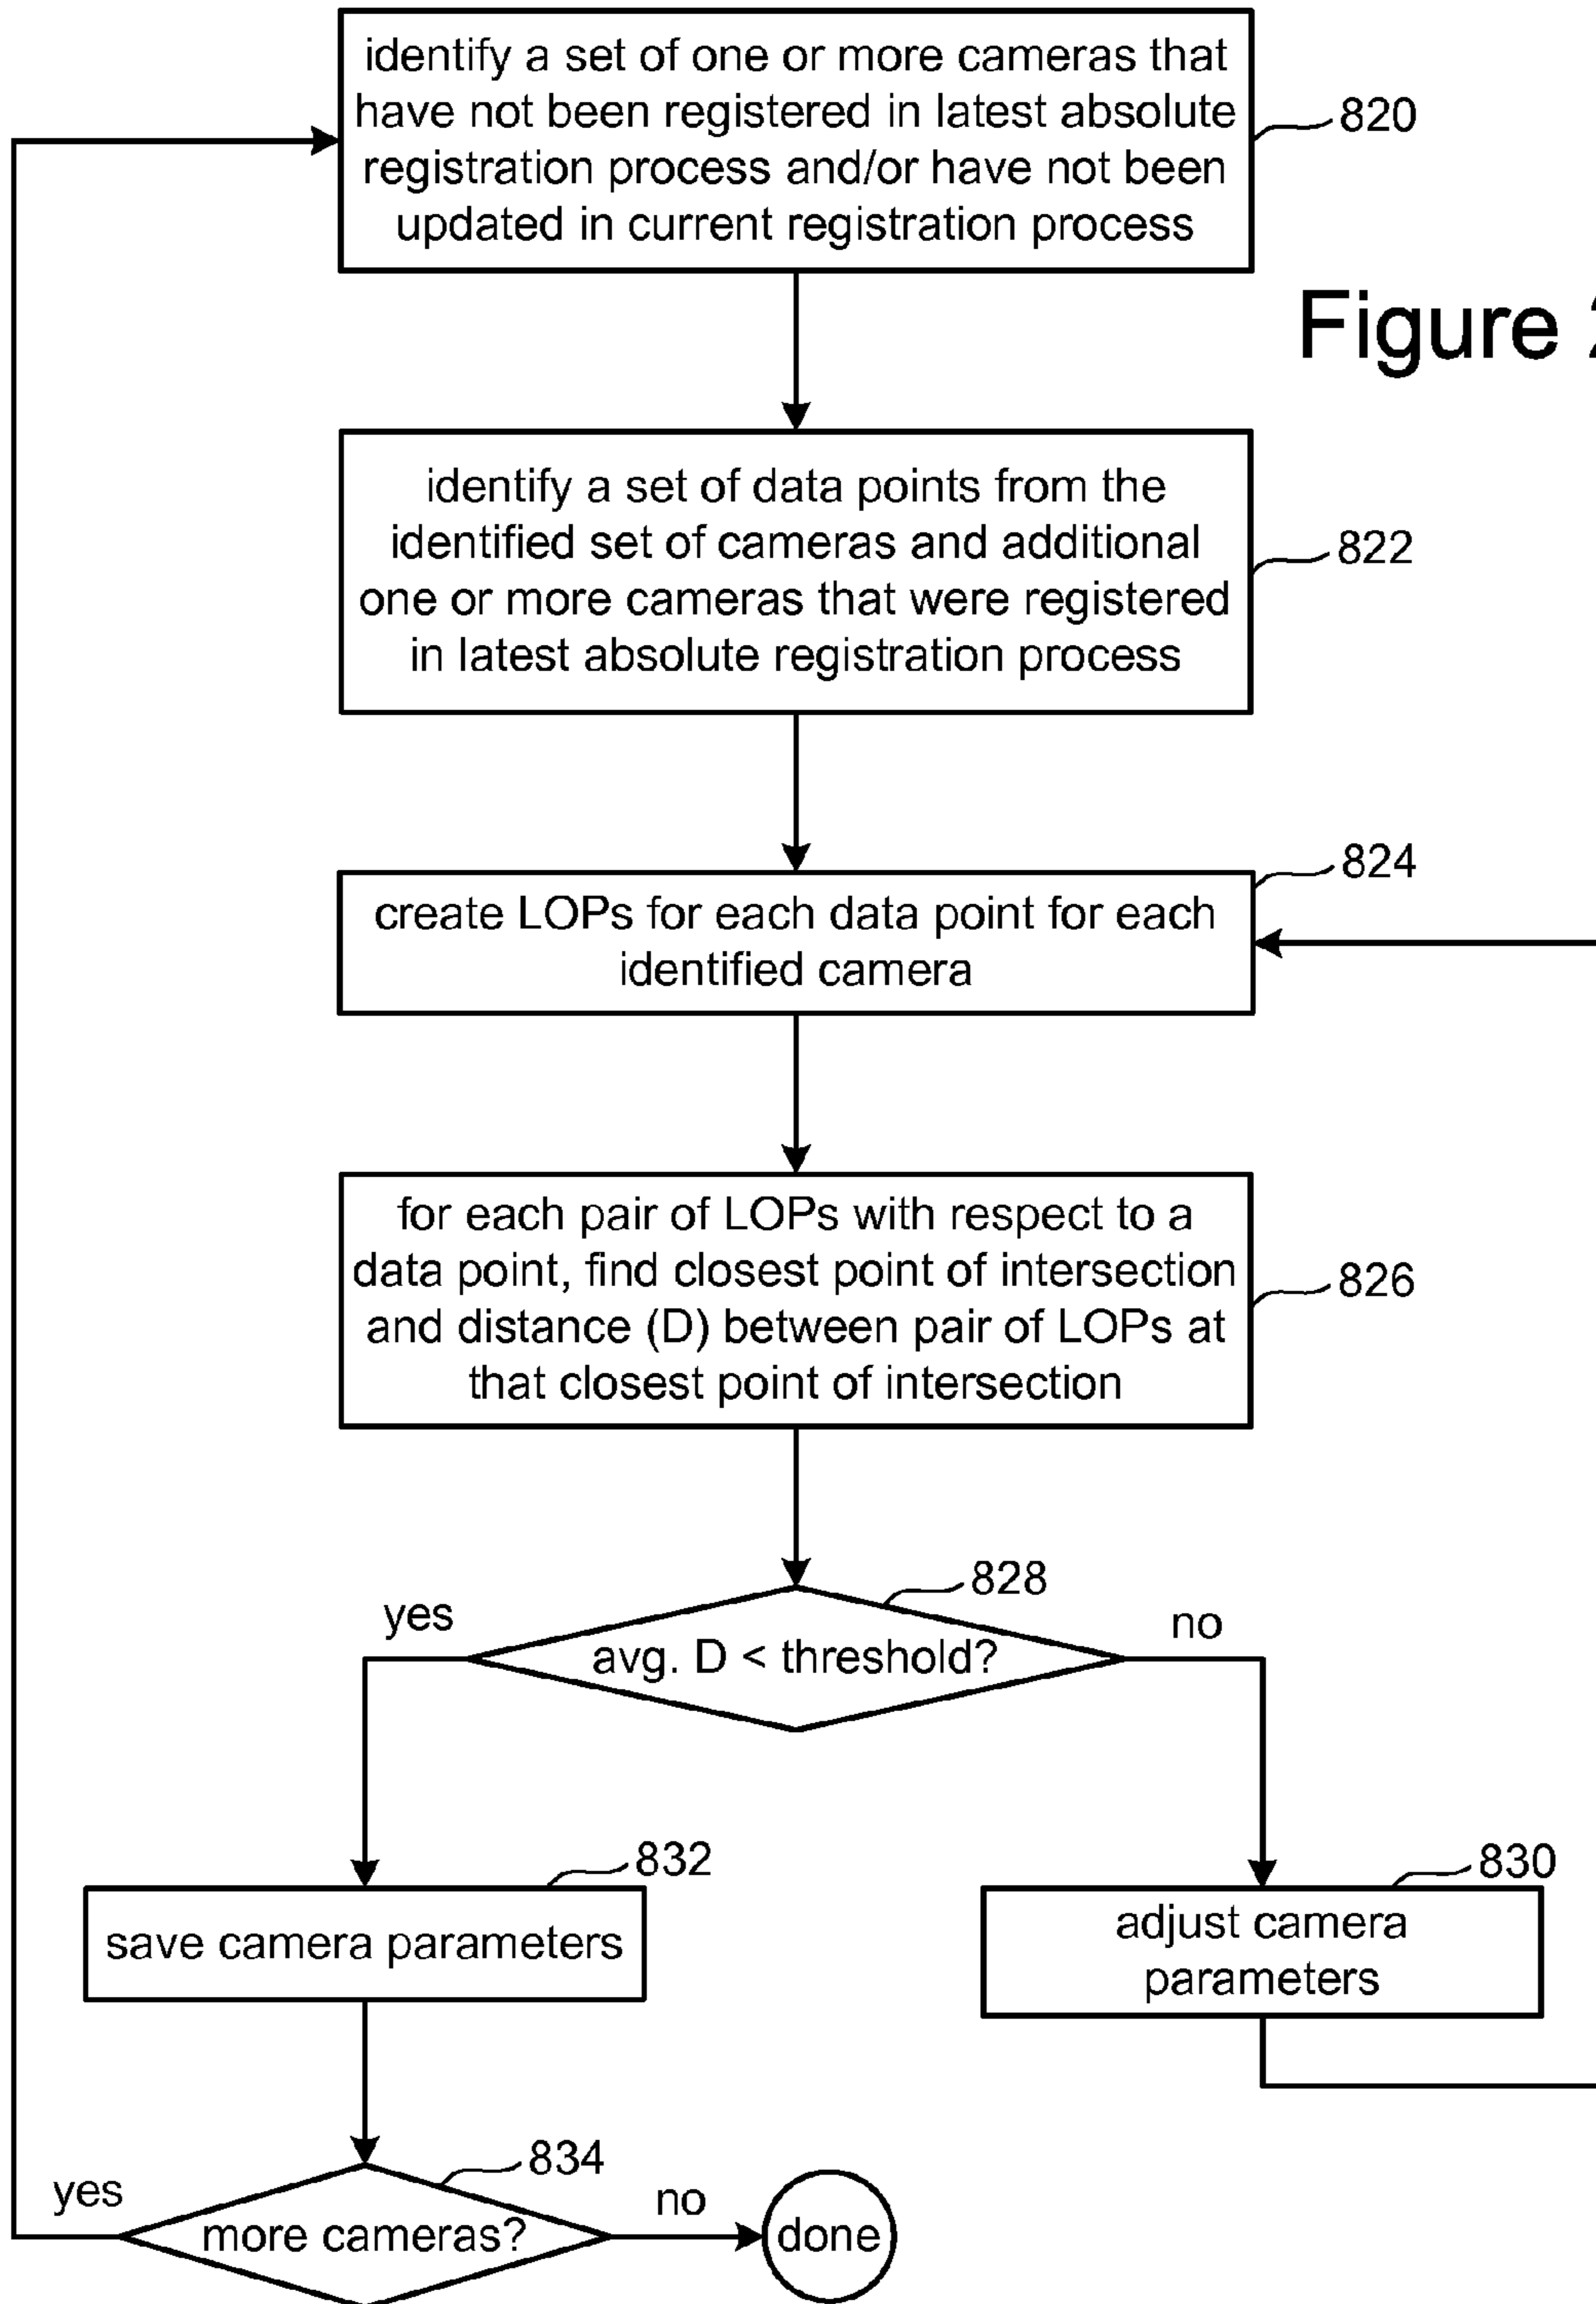 identify a set of one or more cameras that
have not been registered in latest absolute
registration process and/or have not been
updated in current registration process
820
Figure
identify a set of data points from the
identified set of cameras and additional
one or more cameras that were registered
in latest absolute registration process
822
824
create LOPs for each data point for each
identified camera
for each pair of LOPs with respect to a
data point, find closest point of intersection
and distance (D) between pair of LOPs at
that closest point of intersection
826
828
yes
no
avg. D < threshold?
832
830
save camera parameters
adjust camera
parameters
834
yes
no
more cameras?
done